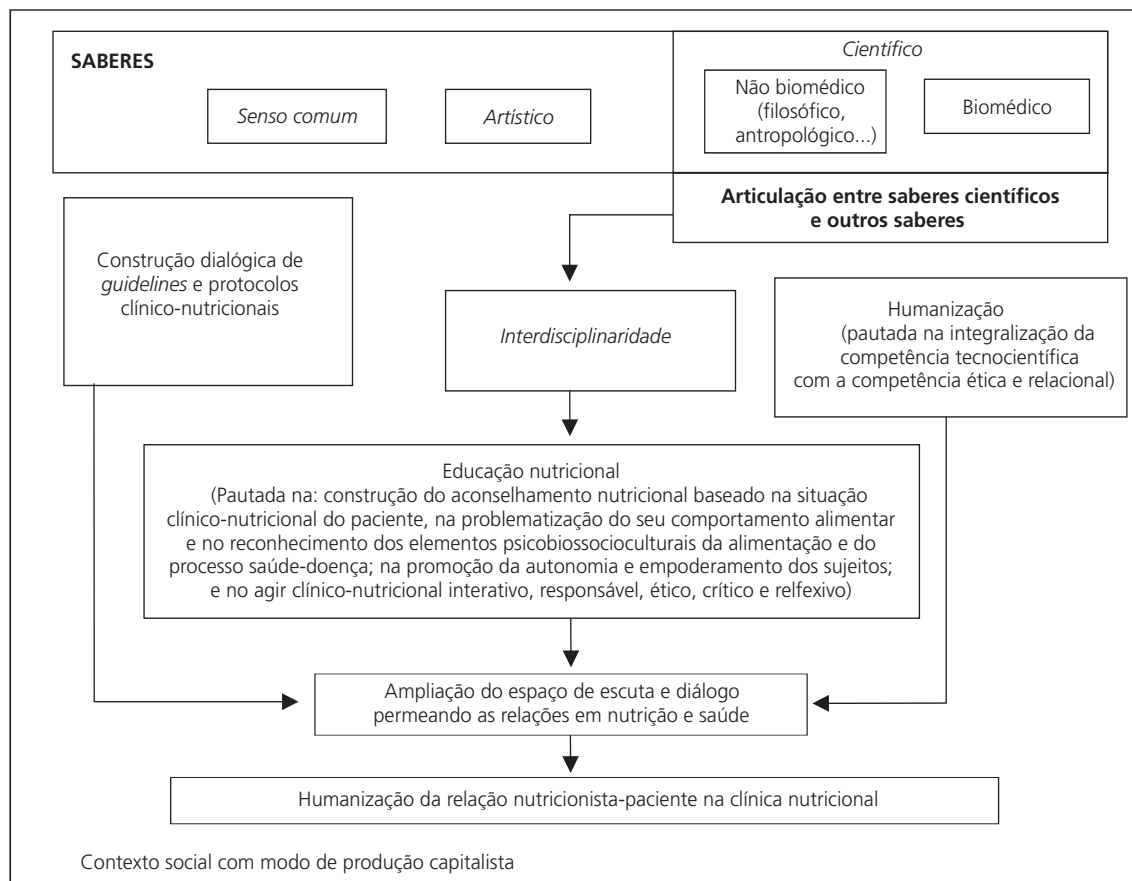 SABERES
Senso comum
Artístico
Científico
Não biomédico
(filosófico,
antropológico...)
Biomédico
Articulação entre saberes científicos
e outros saberes
Construção dialógica de
guidelines e protocolos
clínico-nutricionais
Interdisciplinaridade
Humanização
(pautada na integralização da
competência tecnocientífica
com a competência ética e relacional)
Educação nutricional
(Pautada na: construção do aconselhamento nutricional baseado na situação
clínico-nutricional do paciente, na problematização do seu comportamento alimentar
e no reconhecimento dos elementos psicobiossocioculturais da alimentação e do
processo saúde-doença; na promoção da autonomia e empoderamento dos sujeitos;
e no agir clínico-nutricional interativo, responsável, ético, crítico e relfexivo)
Ampliação do espaço de escuta e diálogo
permeando as relações em nutrição e saúde
Humanização da relação nutricionista-paciente na clínica nutricional
Contexto social com modo de produção capitalista